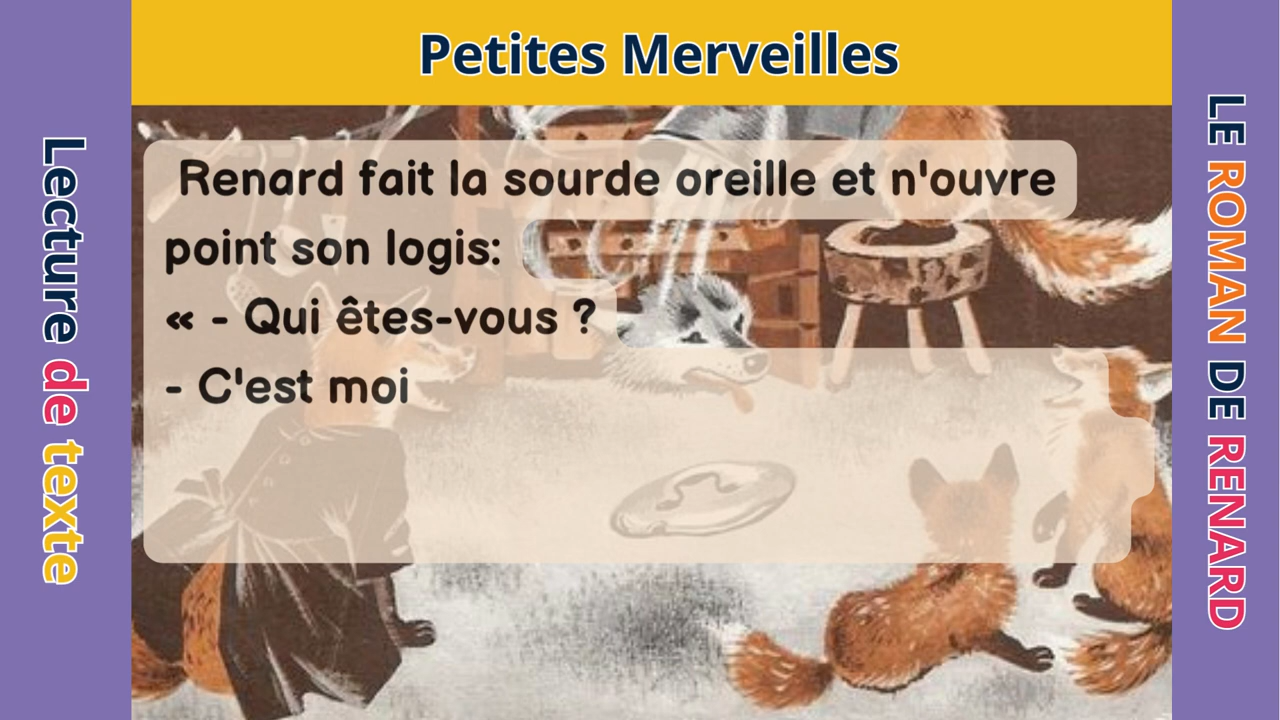 Petites Merveilles
Lecture de texte
Renard fait la sourde oreille et n'ouvre
point son logis:
« - Qui êtes-vous ?
- C'est moi
LE ROMAN DE RENARD